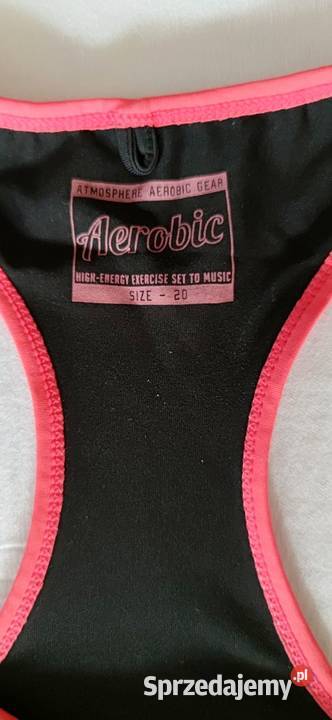 ATMOSPHERE AEROBIC GEAR
Aerobic
HIGH-ENERGY EXERCISE SET TO MUSIC
SIZE - 20
Sprzedajemy.pl